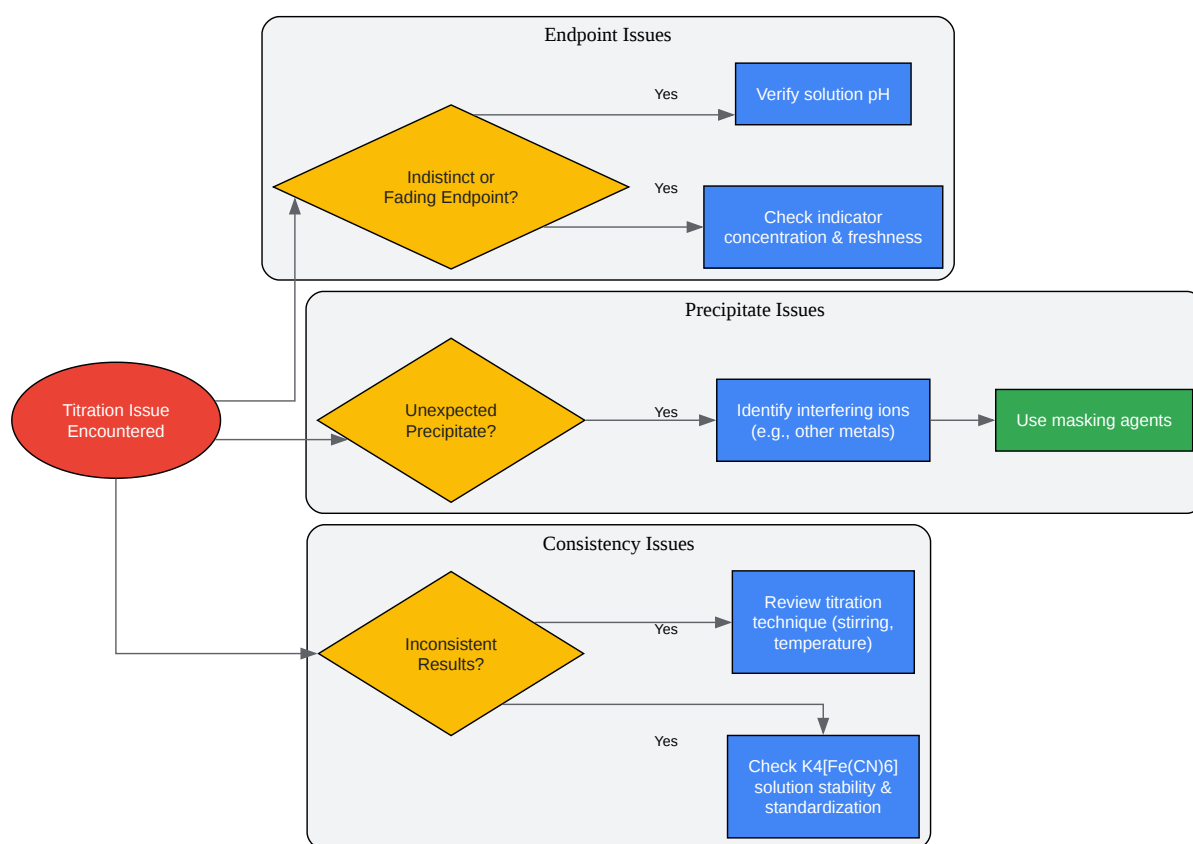 Endpoint Issues
Yes
Verify solution pH
Indistinct or
Fading Endpoint?
Yes
Check indicator
concentration & freshness
Precipitate Issues
Titration Issue
Encountered
Unexpected
Precipitate?
Yes
Identify interfering ions
(e.g., other metals)
Use masking agents
Consistency Issues
Inconsistent
Results?
Yes
Review titration
technique (stirring,
temperature)
Yes
Check K4[Fe(CN)6]
solution stability &
standardization